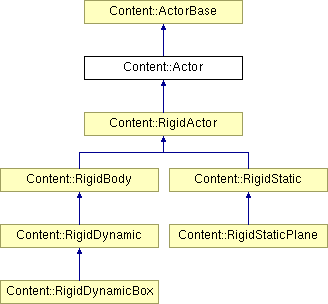 Content::ActorBase
Content::Actor
Content::RigidActor
Content::RigidBody
Content::RigidStatic
Content::RigidDynamic
Content::RigidStaticPlane
Content::RigidDynamicBox